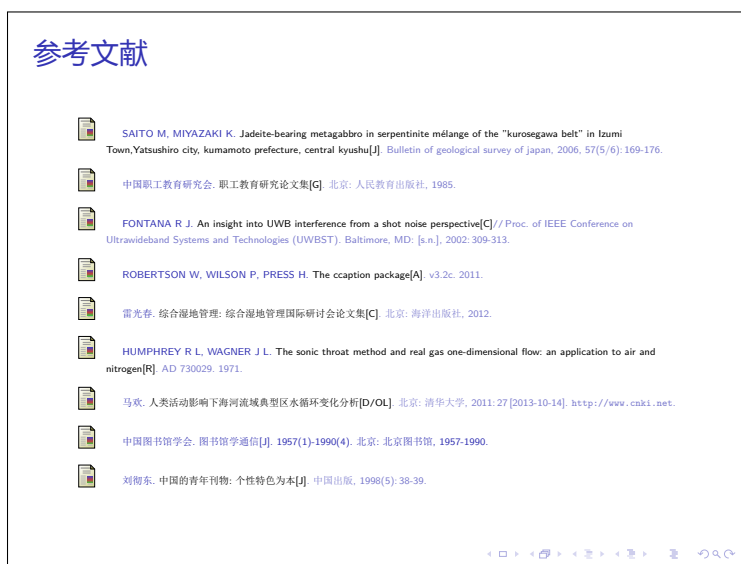 参考文献
SAITO M, MIYAZAKI K. Jadeite-bearing metagabbro in serpentinite mélange of the "kurosegawa belt" in Izumi
Town,Yatsushiro city, kumamoto prefecture, central kyushu[J]. Bulletin of geological survey of japan, 2006, 57(5/6): 169-176.
中国职工教育研究会. 职工教育研究论文集[G]. 北京: 人民教育出版社, 1985.
FONTANA R J. An insight into UWB interference from a shot noise perspective[C]//Proc. of IEEE Conference on
Ultrawideband Systems and Technologies (UWBST). Baltimore, MD: [s.n.], 2002: 309-313.
ROBERTSON W, WILSON P, PRESS H. The ccaption package[A]. v3.2c. 2011.
雷光春. 综合湿地管理: 综合湿地管理国际研讨会论文集[C]. 北京: 海洋出版社, 2012.
HUMPHREY R L, WAGNER J L. The sonic throat method and real gas one-dimensional flow: an application to air and
nitrogen[R]. AD 730029. 1971.
马欢. 人类活动影响下海河流域典型区水循环变化分析[D/OL]. 北京: 清华大学, 2011: 27 [2013-10-14]. http://www.cnki.net.
中国图书馆学会. 图书馆学通信[J]. 1957(1)-1990(4). 北京: 北京图书馆, 1957-1990.
刘彻东. 中国的青年刊物: 个性特色为本[J]. 中国出版, 1998(5): 38-39.